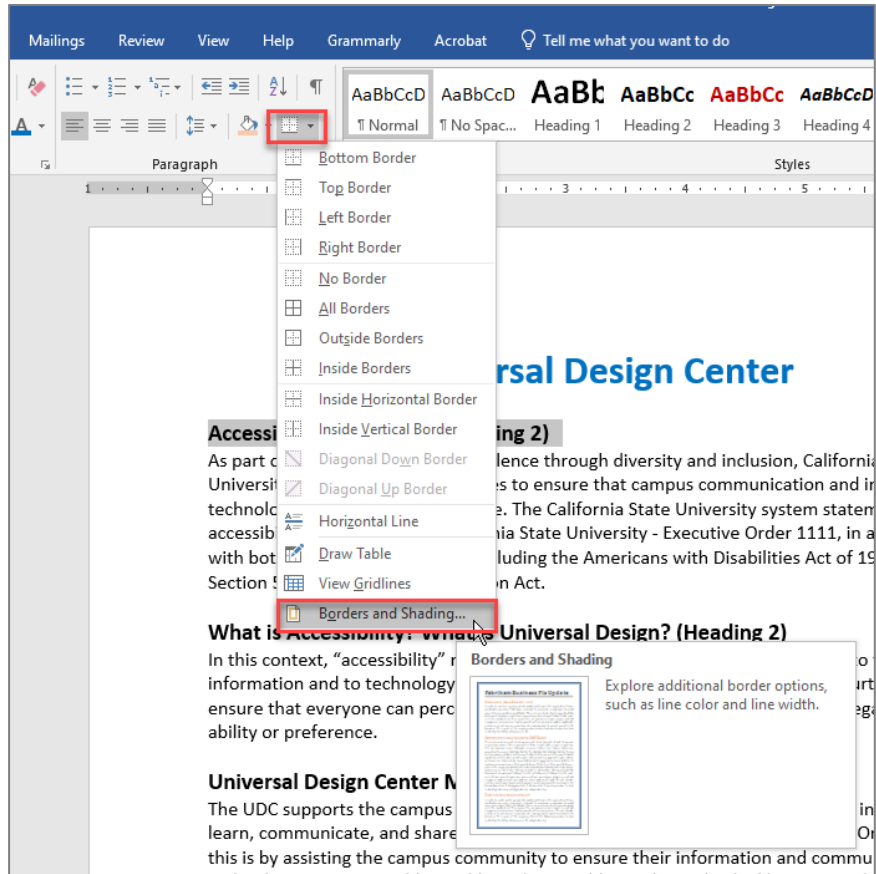 Mailings Review View Help Grammarly Acrobat Tell me what you want to do
AaBbCcD AaBbCcD AaBb AaBbCc AaBbCc AaBbCcD
¶ Normal ¶ No Spac... Heading 1 Heading 2 Heading 3 Heading 4
Paragraph Styles
1 3 4 5
Bottom Border
Top Border
Left Border
Right Border
No Border
All Borders
Outside Borders
Inside Borders
Inside Horizontal Border
Inside Vertical Border
Diagonal Down Border
Diagonal Up Border
Horizontal Line
Draw Table
View Gridlines
Borders and Shading...
rsal Design Center
Accessi ing 2)
As part lence through diversity and inclusion, California
Universit s to ensure that campus communication and
technolo e. The California State University system
accessib ia State University - Executive Order 1111, in a
with bot luding the Americans with Disabilities Act of 19
Section n Act.
What is Accessibility? What is Universal Design? (Heading 2)
In this context, “accessibility” to
information and to technology
ensure that everyone can perc
ability or preference.
Borders and Shading
Explore additional border options,
such as line color and line width.
Fabrikam Business Fix Update
Universal Design Center
The UDC supports the campus in
learn, communicate, and share
this is by assisting the campus community to ensure their information and commu